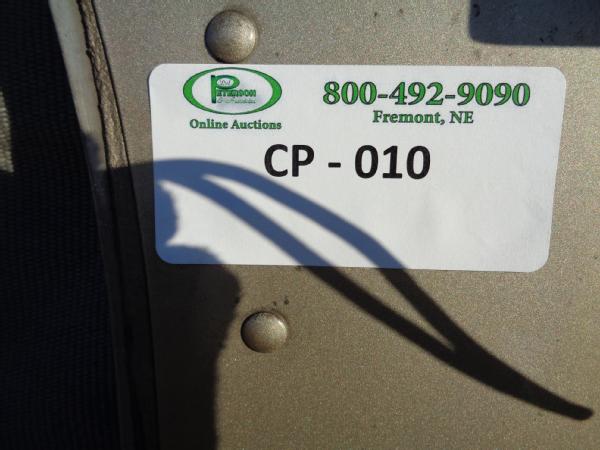 PETERSON
Online Auctions
800-492-9090
Fremont, NE
CP - 010